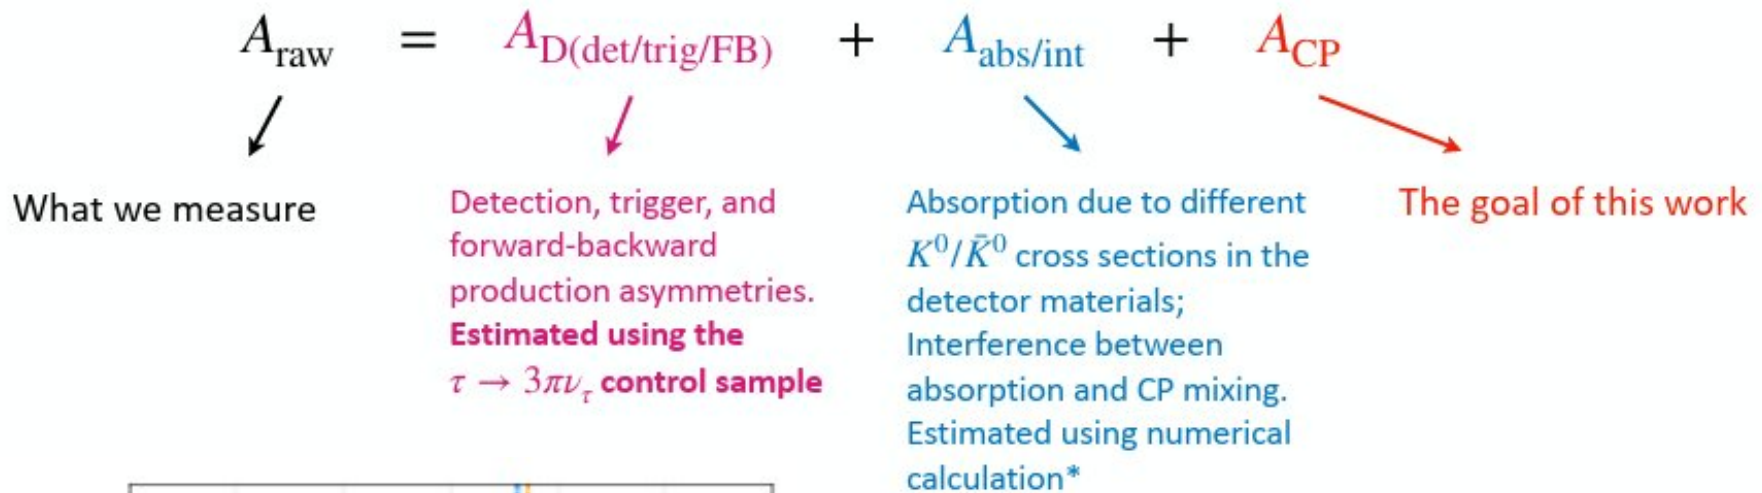 A_raw = A_D(det/trig/FB) + A_abs/int + A_CP
What we measure
Detection, trigger, and
forward-backward
production asymmetries.
Estimated using the
τ → 3πν_τ control sample
Absorption due to different
K⁰/K̄⁰ cross sections in the
detector materials;
Interference between
absorption and CP mixing.
Estimated using numerical
calculation*
The goal of this work